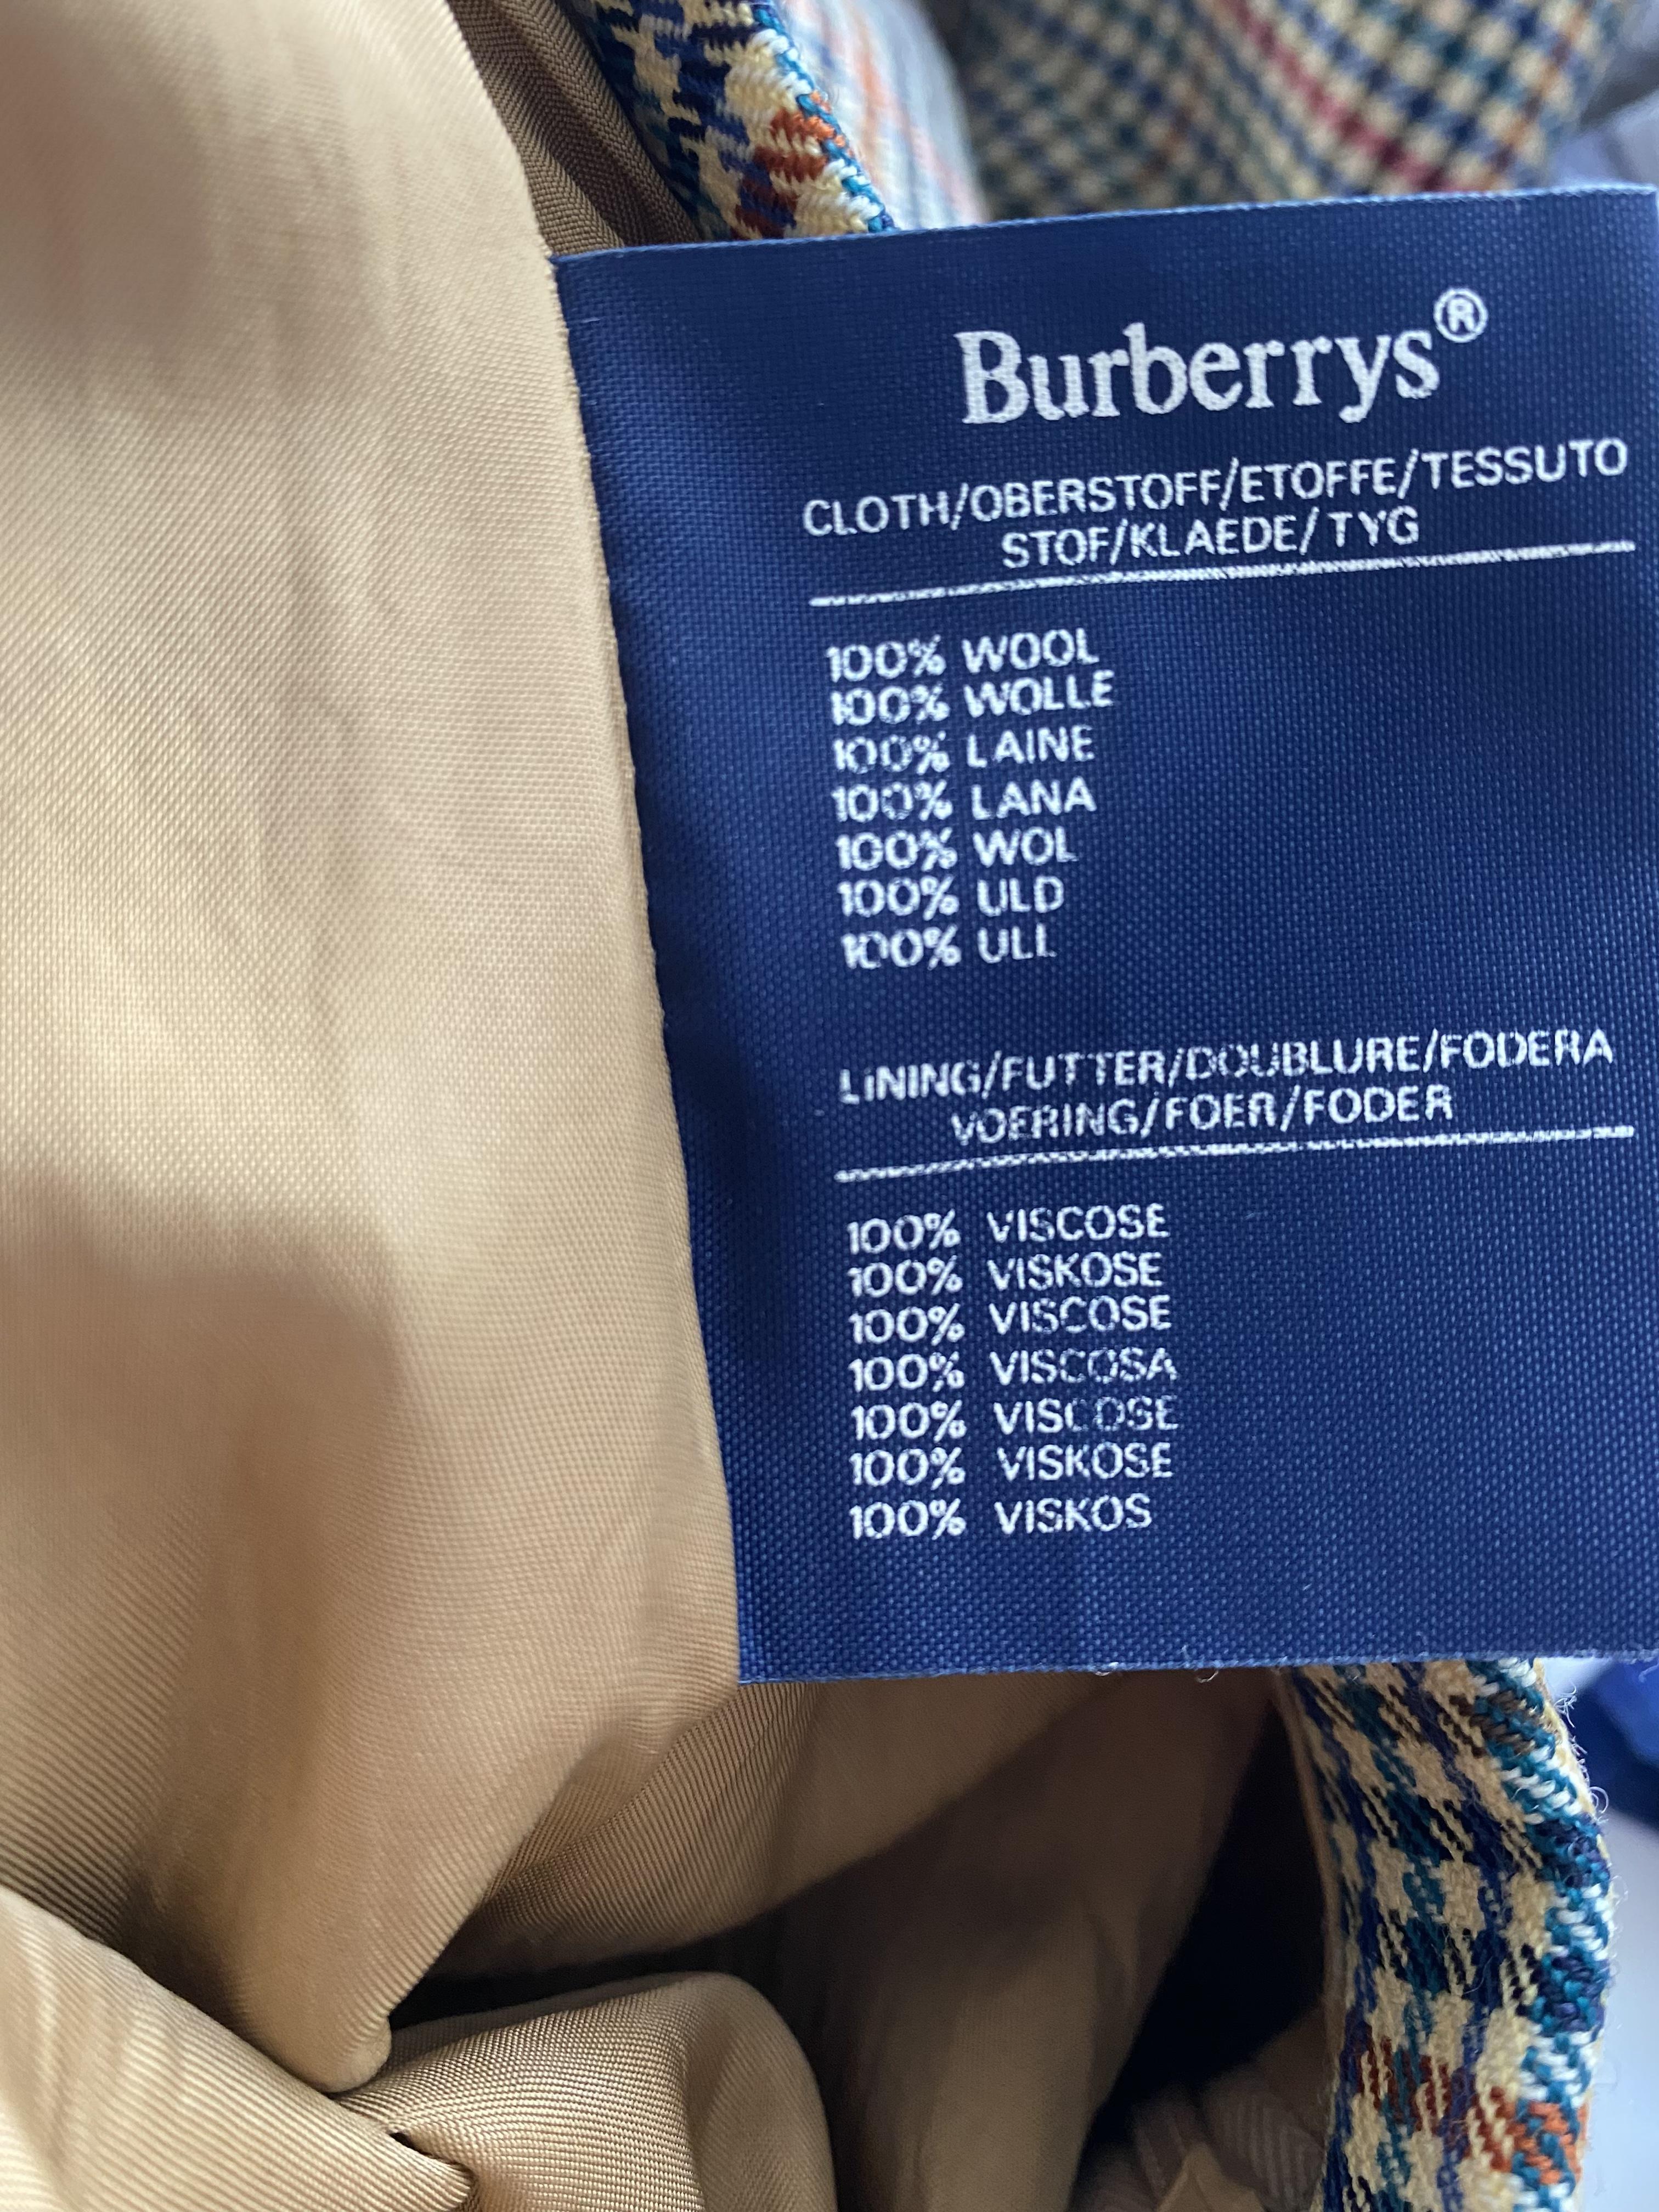 Burberrys®
CLOTH/OBERSTOFF/ETOFFE/TESSUTO
STOF/KLAEDE/TYG
100% WOOL
100% WOLLE
100% LAINE
100% LANA
100% WOL
100% ULD
100% ULL
LINING/FUTTER/DOUBLURE/FODERA
VOERING/FOER/FODER
100% VISCOSE
100% VISKOSE
100% VISCOSE
100% VISCOSA
100% VISCOSE
100% VISKOSE
100% VISKOS